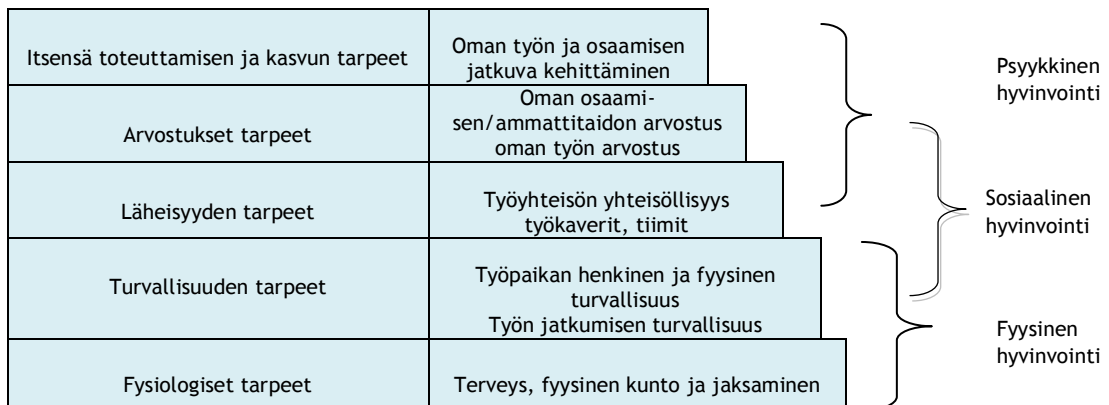 Itsensä toteuttamisen ja kasvun tarpeet
Oman työn ja osaamisen
jatkuva kehittäminen
Psyykkinen
hyvinvointi
Arvostukset tarpeet
Oman osaami-
sen/ammattitaidon arvostus
oman työn arvostus
Läheisyyden tarpeet
Työyhteisön yhteisöllisyys
työkaverit, tiimit
Sosiaalinen
hyvinvointi
Turvallisuuden tarpeet
Työpaikan henkinen ja fyysinen
turvallisuus
Työn jatkumisen turvallisuus
Fyysinen
hyvinvointi
Fysiologiset tarpeet
Terveys, fyysinen kunto ja jaksaminen